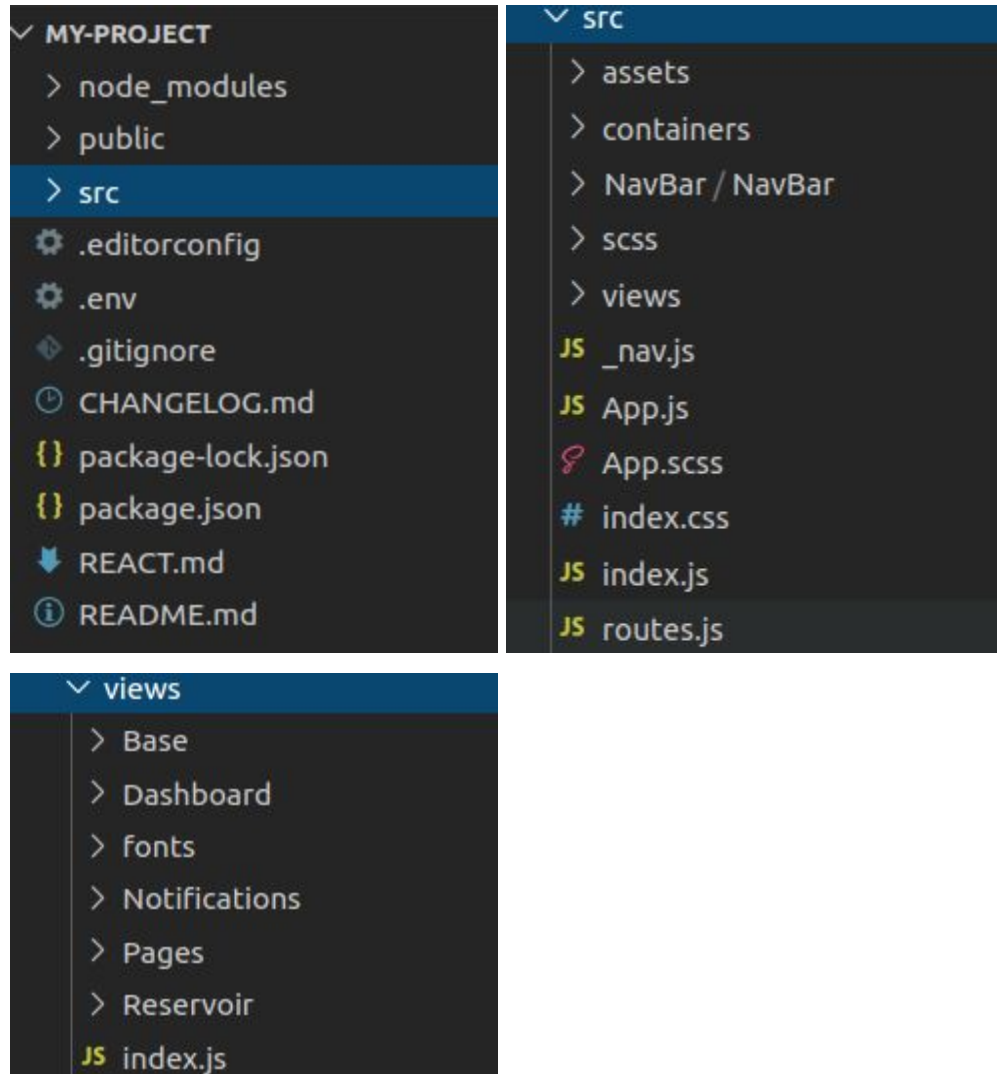 MY-PROJECT
node_modules
public
src
.editorconfig
.env
.gitignore
CHANGELOG.md
{} package-lock.json
{} package.json
REACT.md
README.md
src
assets
containers
NavBar / NavBar
scss
views
JS _nav.js
JS App.js
App.scss
# index.css
JS index.js
JS routes.js
views
Base
Dashboard
fonts
Notifications
Pages
Reservoir
JS index.js